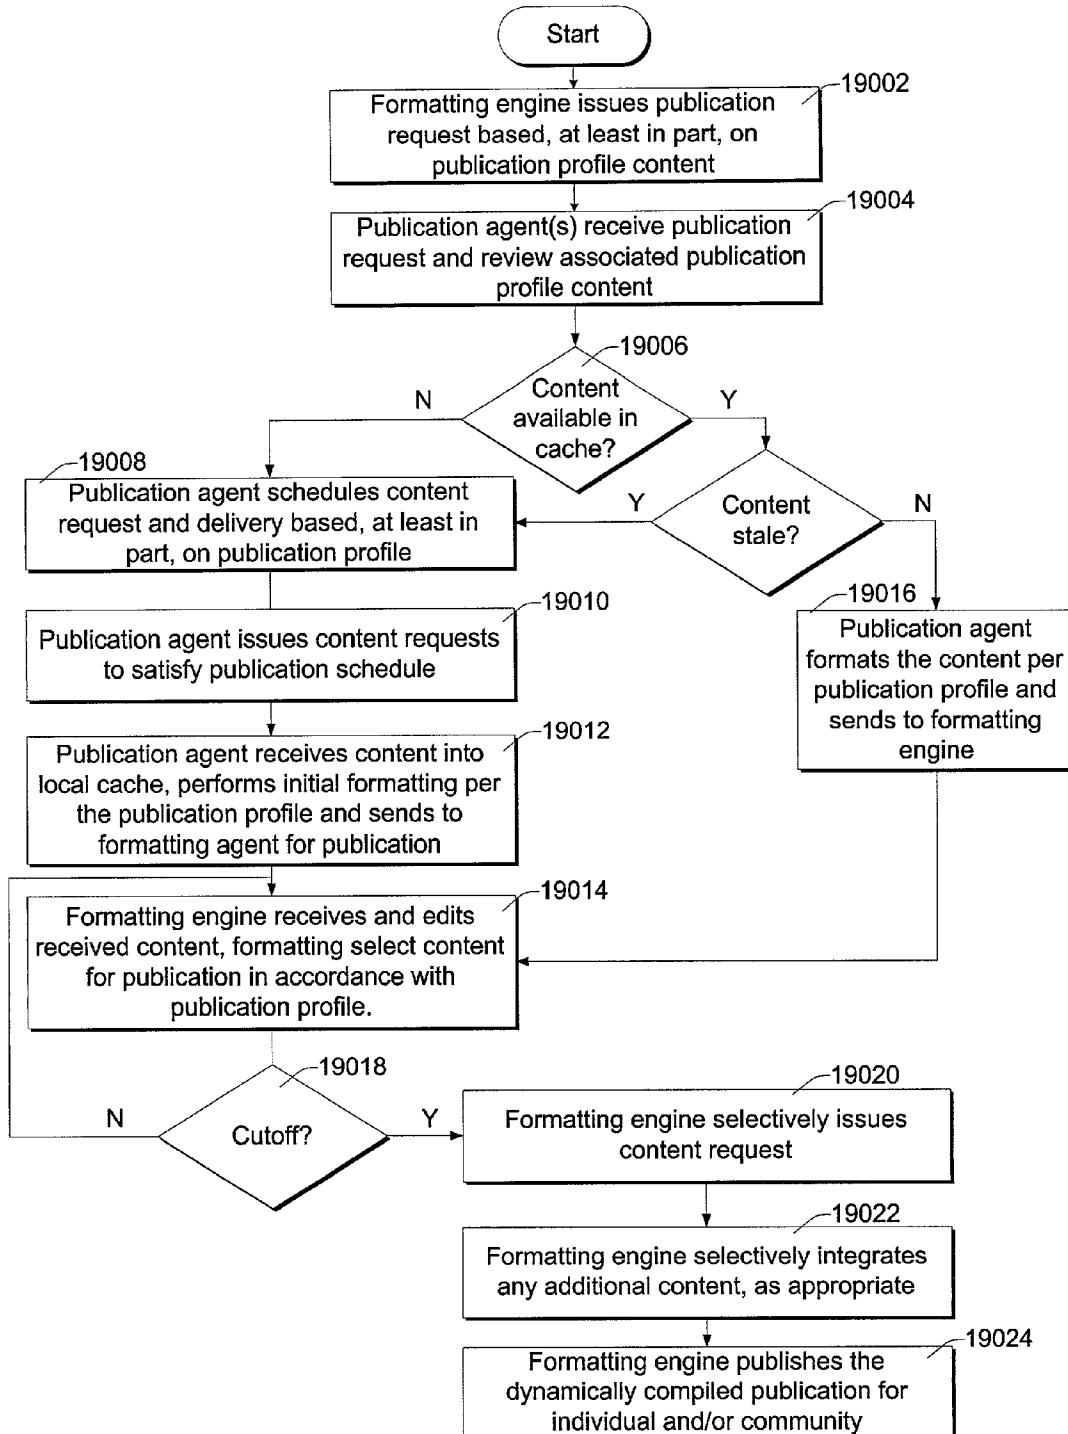 Start
19002
Formatting engine issues publication
request based, at least in part, on
publication profile content
19004
Publication agent(s) receive publication
request and review associated publication
profile content
19006
Content
available in
cache?
N
Y
19008
Publication agent schedules content
request and delivery based, at least in
part, on publication profile
Content
stale?
Y
N
19010
Publication agent issues content requests
to satisfy publication schedule
19016
Publication agent
formats the content per
publication profile and
sends to formatting
engine
19012
Publication agent receives content into
local cache, performs initial formatting per
the publication profile and sends to
formatting agent for publication
19014
Formatting engine receives and edits
received content, formatting select content
for publication in accordance with
publication profile.
19018
Cutoff?
N
Y
19020
Formatting engine selectively issues
content request
19022
Formatting engine selectively integrates
any additional content, as appropriate
19024
Formatting engine publishes the
dynamically compiled publication for
individual and/or community